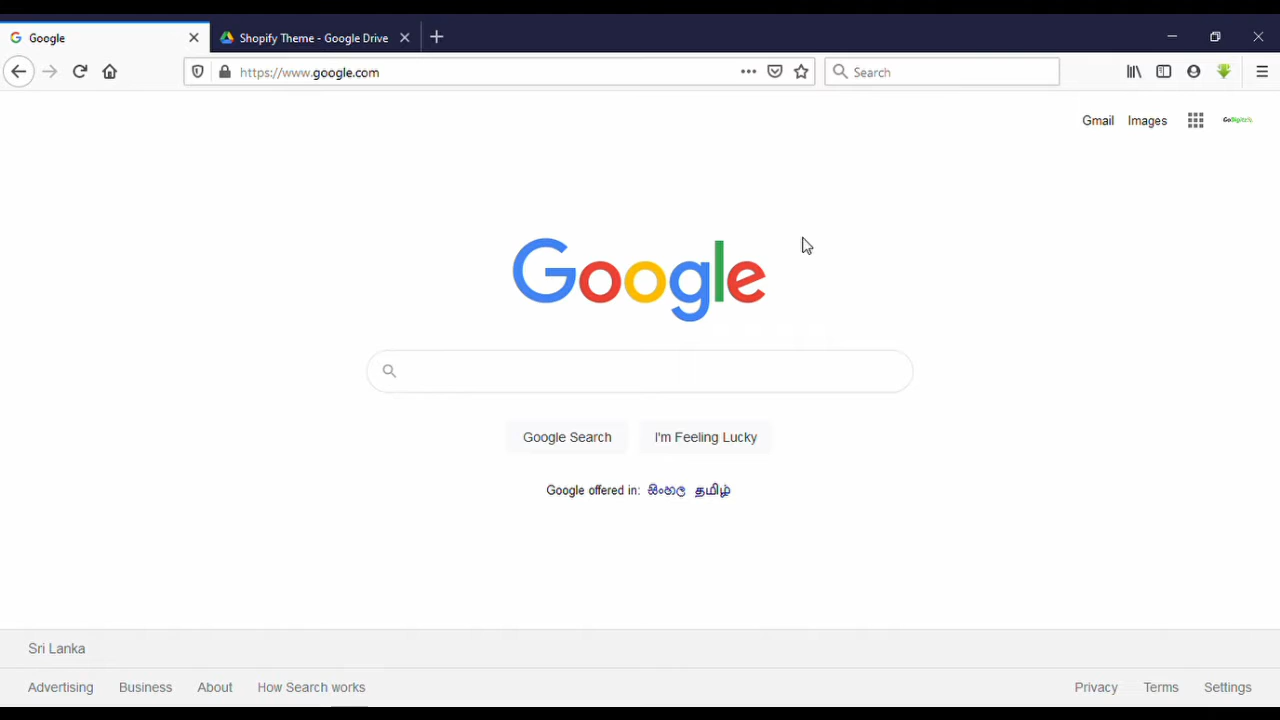 Google
Shopify Theme - Google Drive
https://www.google.com
Search
Gmail
Images
GoDigitals
Google
Google Search
I'm Feeling Lucky
Google offered in: සිංහල தமிழ்
Sri Lanka
Advertising
Business
About
How Search works
Privacy
Terms
Settings